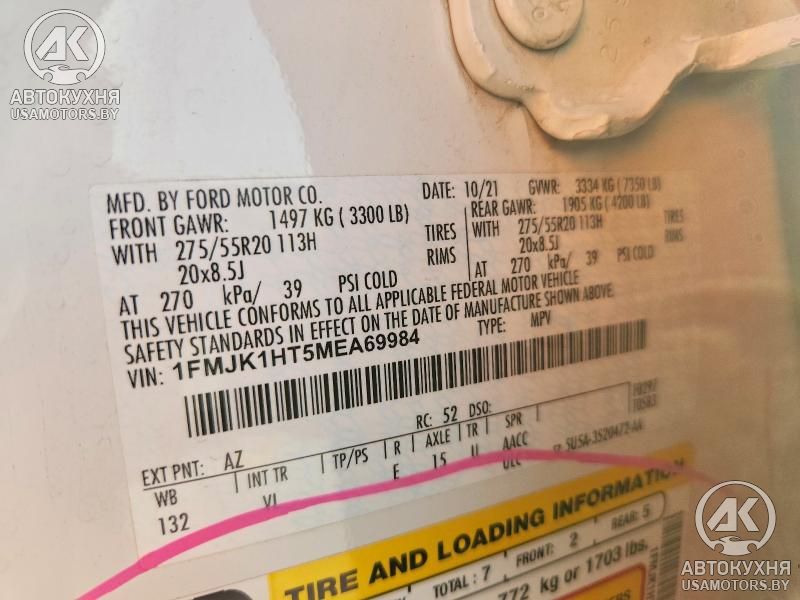 AK
АВТОКУХНЯ
USAMOTORS.BY
OK
MFD. BY FORD MOTOR CO. DATE: 10/21 GVWR: 3334 KG ( 7350 LB)
FRONT GAWR: 1497 KG ( 3300 LB) REAR GAWR: 1905 KG ( 4200 LB)
WITH 275/55R20 113H TIRES WITH 275/55R20 113H TIRES
20x8.5J RIMS 20x8.5J RIMS
AT 270 kPa/ 39 PSI COLD AT 270 kPa/ 39 PSI COLD
THIS VEHICLE CONFORMS TO ALL APPLICABLE FEDERAL MOTOR VEHICLE
SAFETY STANDARDS IN EFFECT ON THE DATE OF MANUFACTURE SHOWN ABOVE.
VIN: 1FMJK1HT5MEA69984 TYPE: MPV
EXT PNT: AZ RC: 52 DSO:
WB INT TR TP/PS R AXLE TR SPR
132 VJ E 15 U AACC
TIRE AND LOADING INFORMATION
TOTAL : 7 FRONT: 2 REAR: 5
772 kg or 1703 lbs.
AK
АВТОКУХНЯ
USAMOTORS.BY